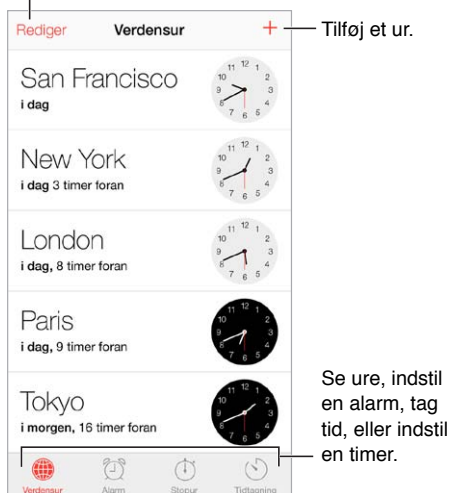 Rediger Verdensur +
Tilføj et ur.
San Francisco
i dag
New York
i dag 3 timer foran
London
i dag, 8 timer foran
Paris
i dag, 9 timer foran
Tokyo
i morgen, 16 timer foran
Se ure, indstil
en alarm, tag
tid, eller indstil
en timer.
Verdensur Alarm Stopur Tidtagning